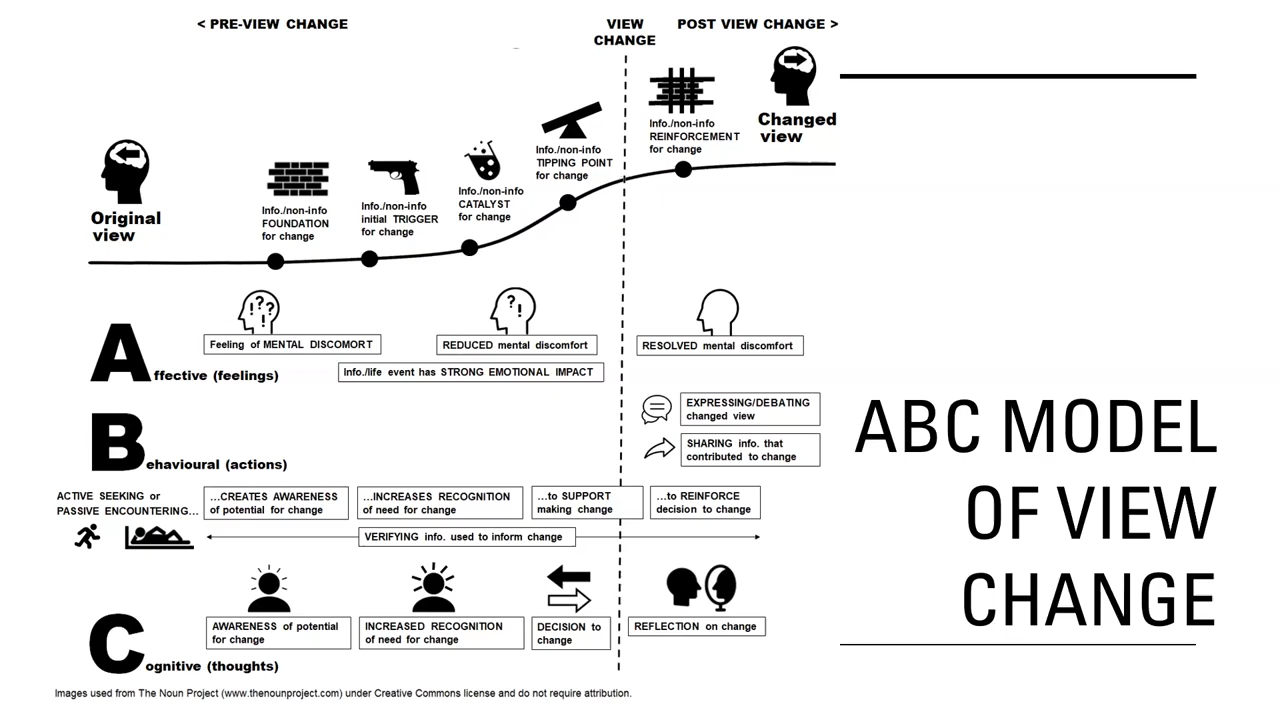 < PRE-VIEW CHANGE
VIEW
CHANGE
POST VIEW CHANGE >
Original
view
Info./non-info
FOUNDATION
for change
Info./non-info
initial TRIGGER
for change
Info./non-info
CATALYST
for change
Info./non-info
TIPPING POINT
for change
Info./non-info
REINFORCEMENT
for change
Changed
view
Affective (feelings)
!??
!?
Feeling of MENTAL DISCOMORT
?!
REDUCED mental discomfort
RESOLVED mental discomfort
Info./life event has STRONG EMOTIONAL IMPACT
Behavioural (actions)
EXPRESSING/DEBATING
changed view
SHARING info. that
contributed to change
ACTIVE SEEKING or
PASSIVE ENCOUNTERING...
...CREATES AWARENESS
of potential for change
...INCREASES RECOGNITION
of need for change
...to SUPPORT
making change
...to REINFORCE
decision to change
VERIFYING info. used to inform change
Cognitive (thoughts)
AWARENESS of potential
for change
INCREASED RECOGNITION
of need for change
DECISION to
change
REFLECTION on change
Images used from The Noun Project (www.thenounproject.com) under Creative Commons license and do not require attribution.
ABC MODEL
OF VIEW
CHANGE